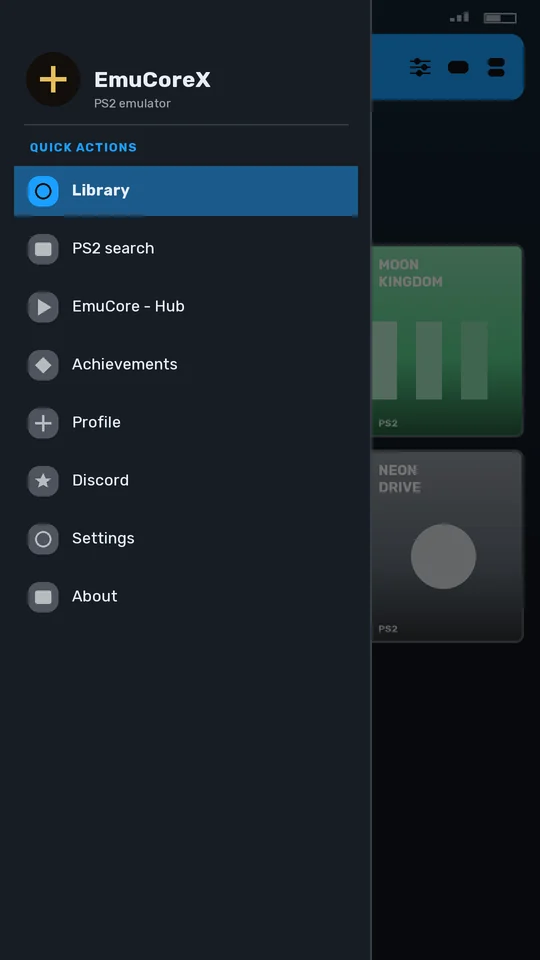 EmuCoreX
PS2 emulator
QUICK ACTIONS
Library
PS2 search
EmuCore - Hub
Achievements
Profile
Discord
Settings
About
MOON
KINGDOM
PS2
NEON
DRIVE
PS2